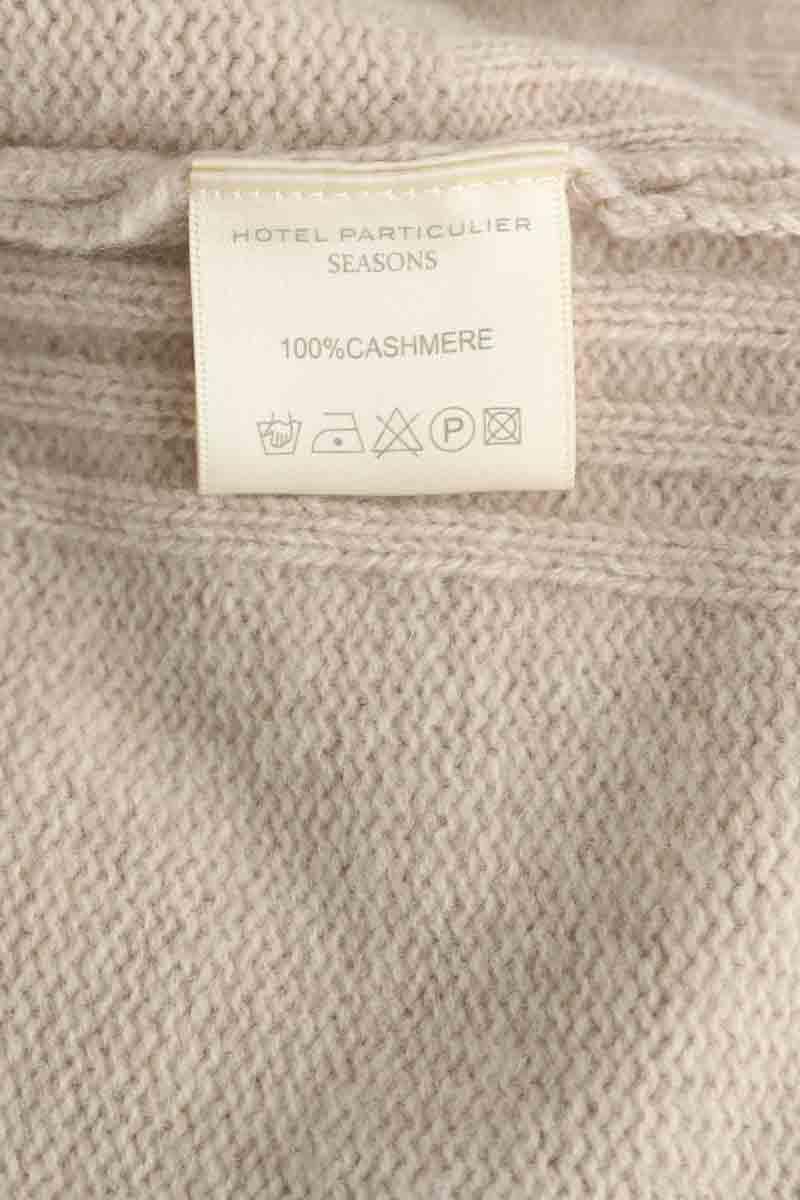 HOTEL PARTICULIER
SEASONS
100%CASHMERE
P